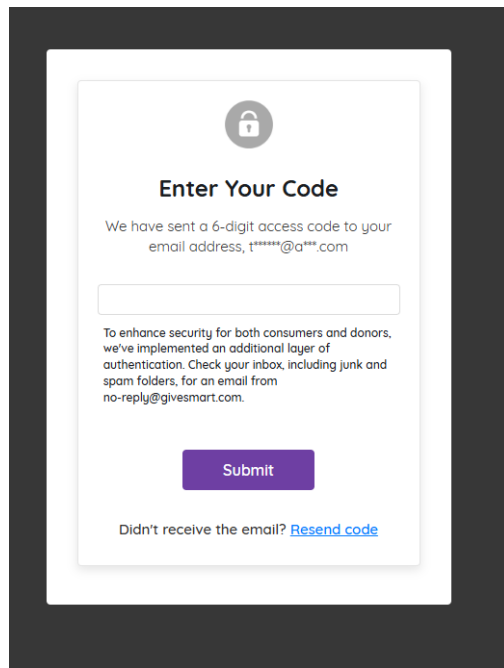 Enter Your Code
We have sent a 6-digit access code to your
email address, t******@a***.com
To enhance security for both consumers and donors,
we've implemented an additional layer of
authentication. Check your inbox, including junk and
spam folders, for an email from
no-reply@givesmart.com.
Submit
Didn't receive the email? Resend code